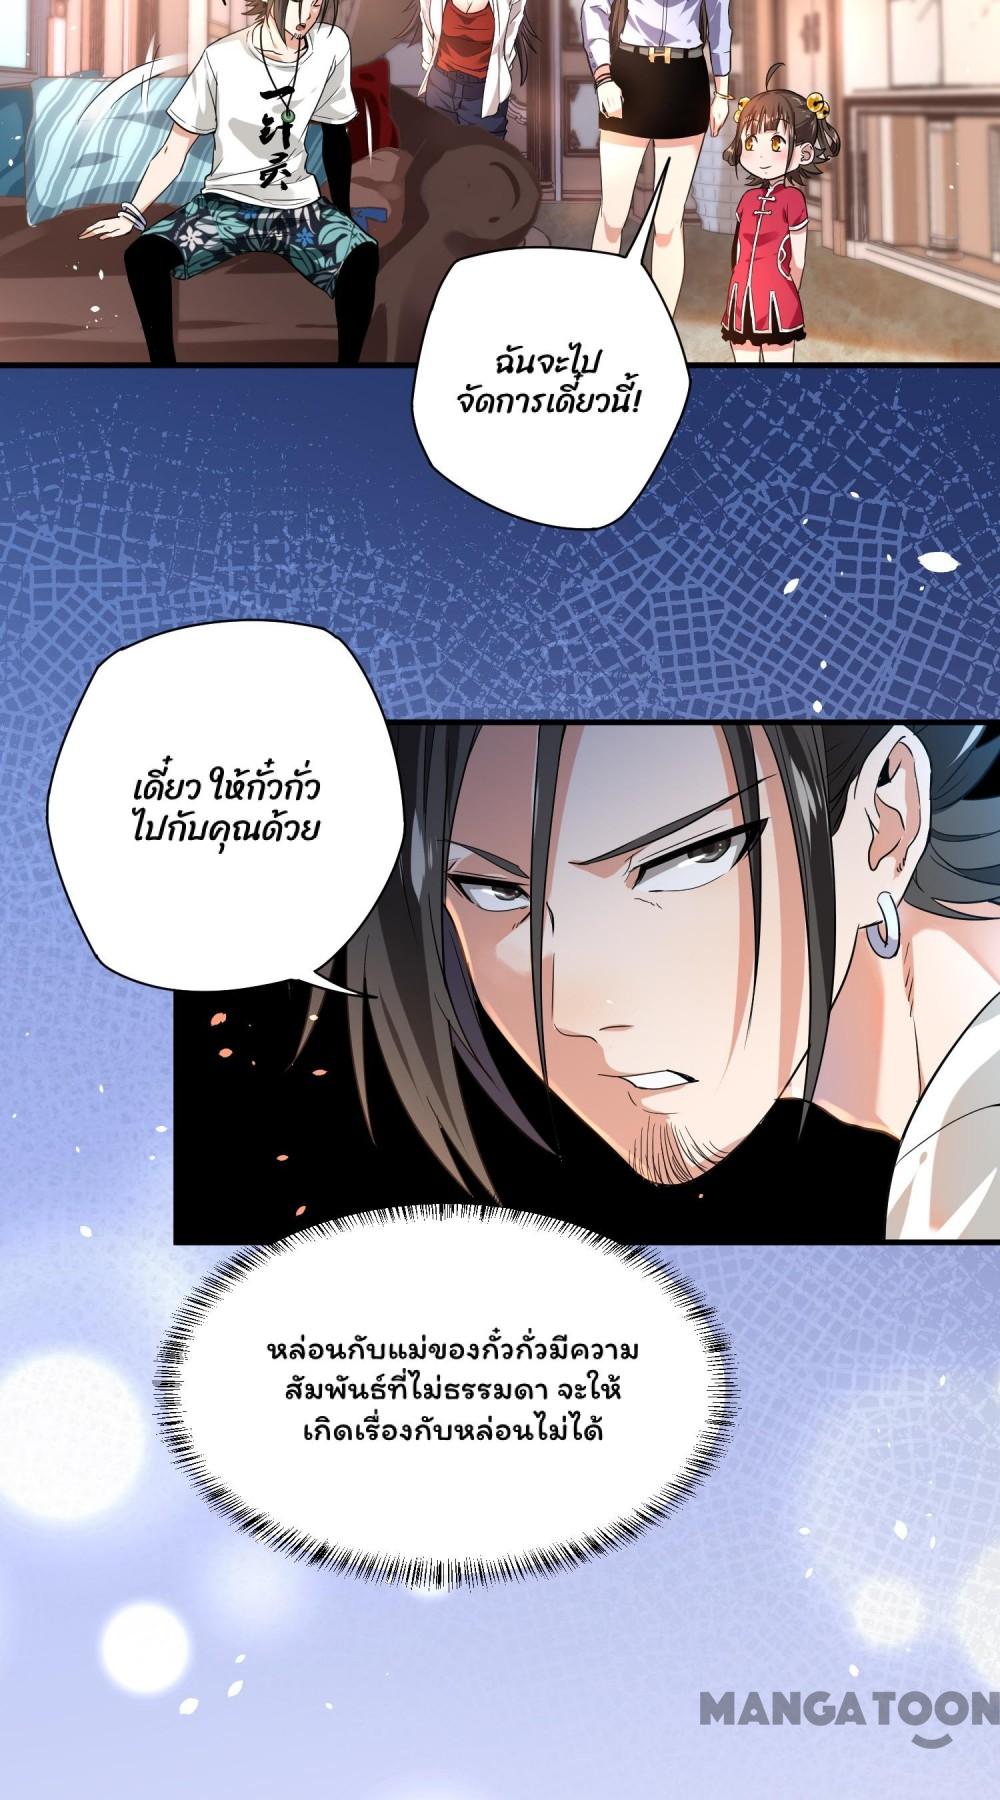 一
针
灵
ฉันจะไป
จัดการเดี๋ยวนี้!
เดี๋ยว ให้กั๋วกั่ว
ไปกับคุณด้วย
หล่อนกับแม่ของกั๋วกั่วมีความ
สัมพันธ์ที่ไม่ธรรมดา จะให้
เกิดเรื่องกับหล่อนไม่ได้
MANGATOON